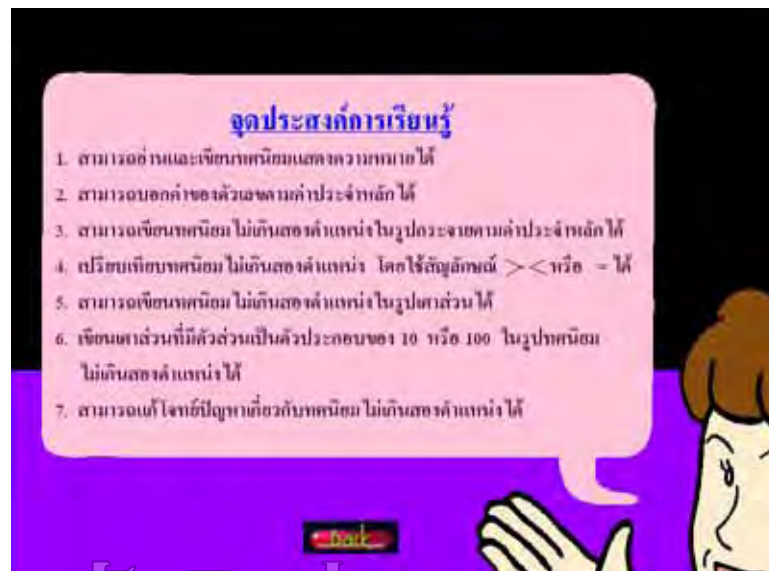 จุดประสงค์การเรียนรู้
1. สามารถอ่านและเขียนทศนิยมแสดงความหมายได้
2. สามารถบอกค่าของตัวเลขตามค่าประจำหลักได้
3. สามารถเขียนทศนิยมไม่เกินสองตำแหน่งในรูปกระจายตามค่าประจำหลักได้
4. เปรียบเทียบทศนิยมไม่เกินสองตำแหน่ง โดยใช้สัญลักษณ์ > < หรือ = ได้
5. สามารถเขียนทศนิยมไม่เกินสองตำแหน่งในรูปเศษส่วนได้
6. เขียนเศษส่วนที่มีตัวส่วนเป็นตัวประกอบของ 10 หรือ 100 ในรูปทศนิยม
ไม่เกินสองตำแหน่งได้
7. สามารถแก้โจทย์ปัญหาเกี่ยวกับทศนิยมไม่เกินสองตำแหน่งได้
Back